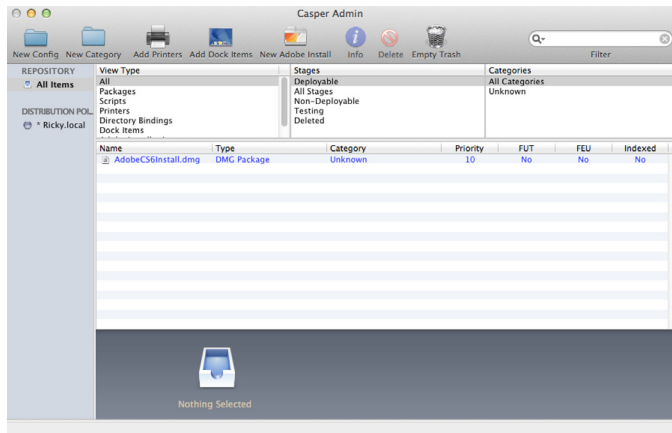 Casper Admin
New Config New Category Add Printers Add Dock Items New Adobe Install Info Delete Empty Trash Filter
REPOSITORY
All Items
DISTRIBUTION POI...
* Ricky.local
View Type Stages Categories
All Deployable All Categories
Packages All Stages Unknown
Scripts Non-Deployable
Printers Testing
Directory Bindings Deleted
Dock Items
Name Type Category Priority FUT FEU Indexed
AdobeCS6Install.dmg DMG Package Unknown 10 No No No
Nothing Selected